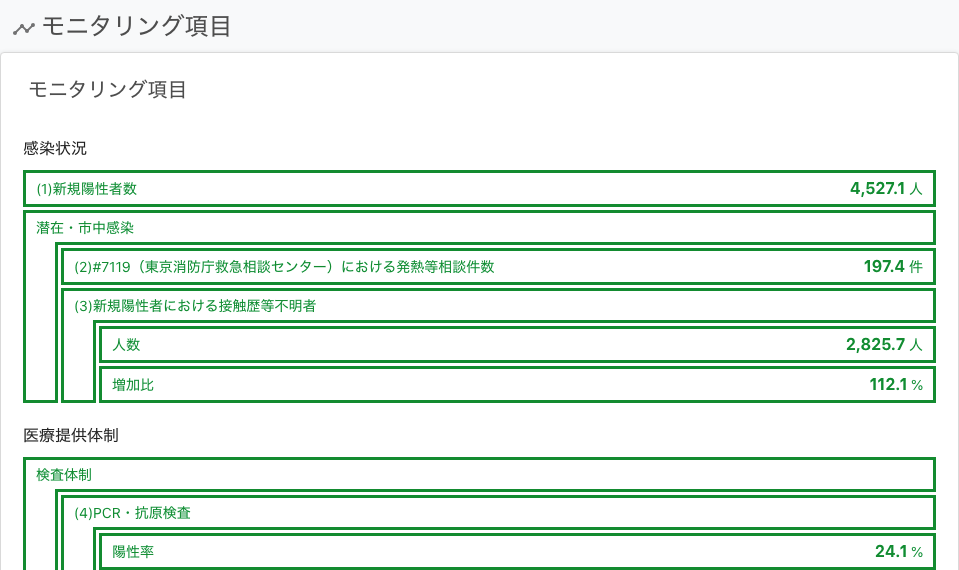 モニタリング項目
モニタリング項目
感染状況
(1)新規陽性者数 4,527.1 人
潜在・市中感染
(2)#7119（東京消防庁救急相談センター）における発熱等相談件数 197.4 件
(3)新規陽性者における接触歴等不明者
人数 2,825.7 人
増加比 112.1 %
医療提供体制
検査体制
(4)PCR・抗原検査
陽性率 24.1 %